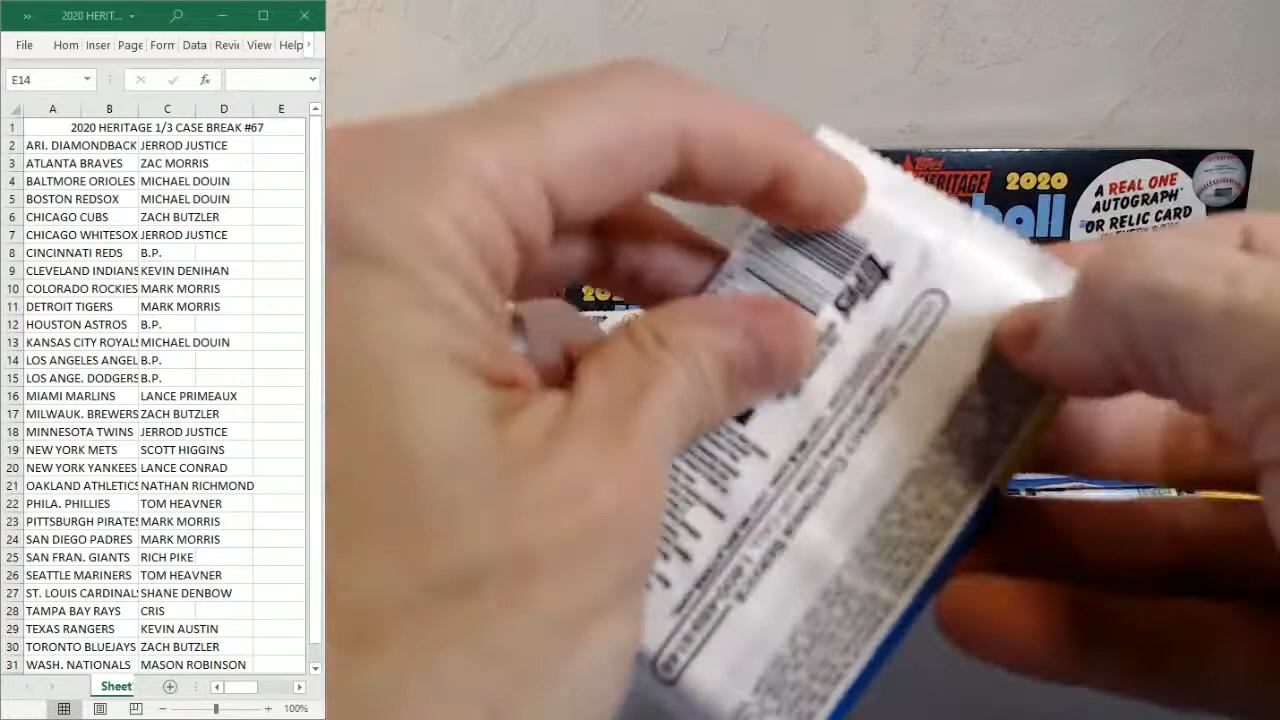 2020 HERIT...
File Hom Inser Page Form Data Revie View Help
E14
A B C D E
1 2020 HERITAGE 1/3 CASE BREAK #67
2 ARI. DIAMONDBACK JERROD JUSTICE
3 ATLANTA BRAVES ZAC MORRIS
4 BALTMORE ORIOLES MICHAEL DOUIN
5 BOSTON REDSOX MICHAEL DOUIN
6 CHICAGO CUBS ZACH BUTZLER
7 CHICAGO WHITESOX JERROD JUSTICE
8 CINCINNATI REDS B.P.
9 CLEVELAND INDIANS KEVIN DENIHAN
10 COLORADO ROCKIES MARK MORRIS
11 DETROIT TIGERS MARK MORRIS
12 HOUSTON ASTROS B.P.
13 KANSAS CITY ROYALS MICHAEL DOUIN
14 LOS ANGELES ANGEL B.P.
15 LOS ANGE. DODGERS B.P.
16 MIAMI MARLINS LANCE PRIMEAUX
17 MILWAUK. BREWERS ZACH BUTZLER
18 MINNESOTA TWINS JERROD JUSTICE
19 NEW YORK METS SCOTT HIGGINS
20 NEW YORK YANKEES LANCE CONRAD
21 OAKLAND ATHLETICS NATHAN RICHMOND
22 PHILA. PHILLIES TOM HEAVNER
23 PITTSBURGH PIRATES MARK MORRIS
24 SAN DIEGO PADRES MARK MORRIS
25 SAN FRAN. GIANTS RICH PIKE
26 SEATTLE MARINERS TOM HEAVNER
27 ST. LOUIS CARDINALS SHANE DENBOW
28 TAMPA BAY RAYS CRIS
29 TEXAS RANGERS KEVIN AUSTIN
30 TORONTO BLUEJAYS ZACH BUTZLER
31 WASH. NATIONALS MASON ROBINSON
Sheet
100%
Topps
HERITAGE 2020
ball
A REAL ONE
AUTOGRAPH
OR RELIC CARD
Topps